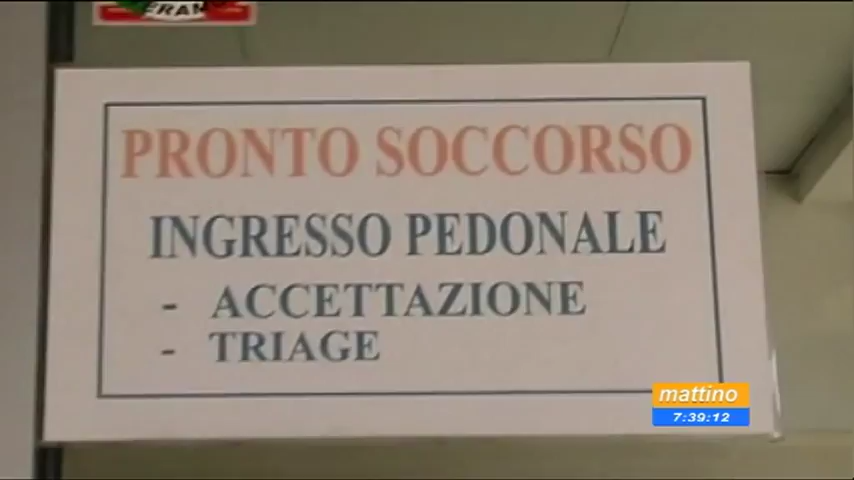 PRONTO SOCCORSO
INGRESSO PEDONALE
- ACCETTAZIONE
- TRIAGE
mattino
7:39:12